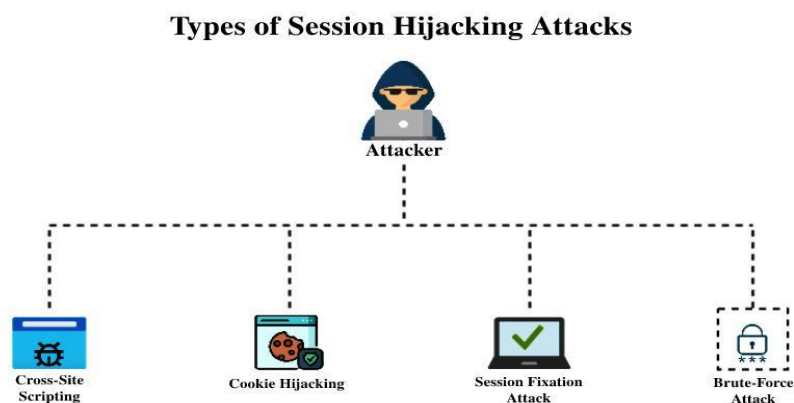 Types of Session Hijacking Attacks
Attacker
Cross-Site
Scripting
Cookie Hijacking
Session Fixation
Attack
***
Brute-Force
Attack